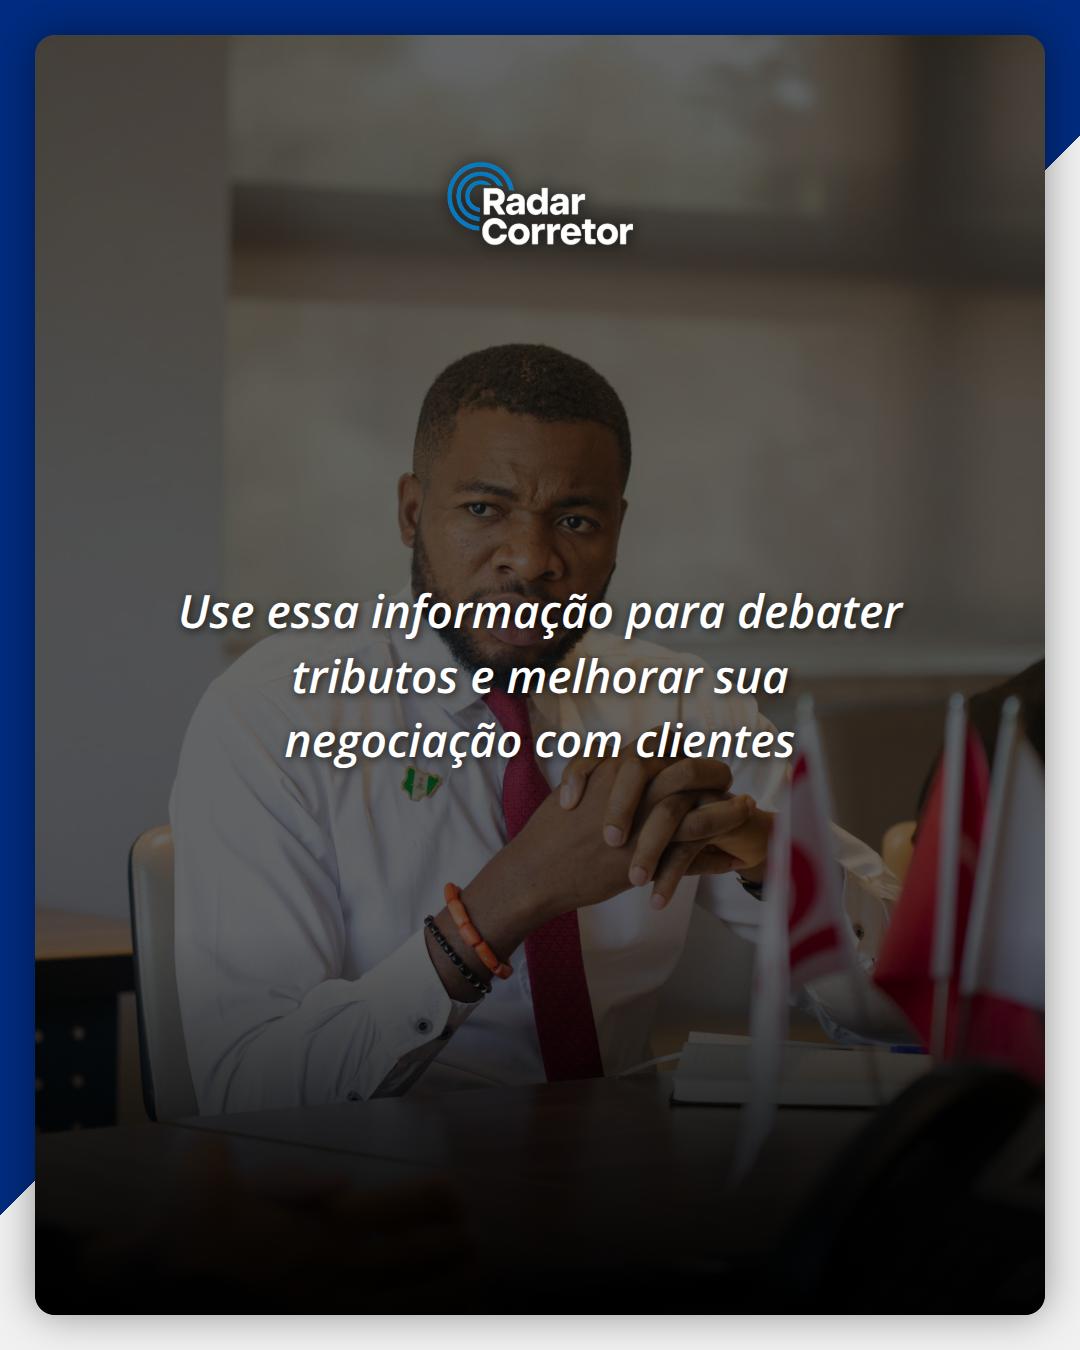 Radar
Corretor
Use essa informação para debater
tributos e melhorar sua
negociação com clientes